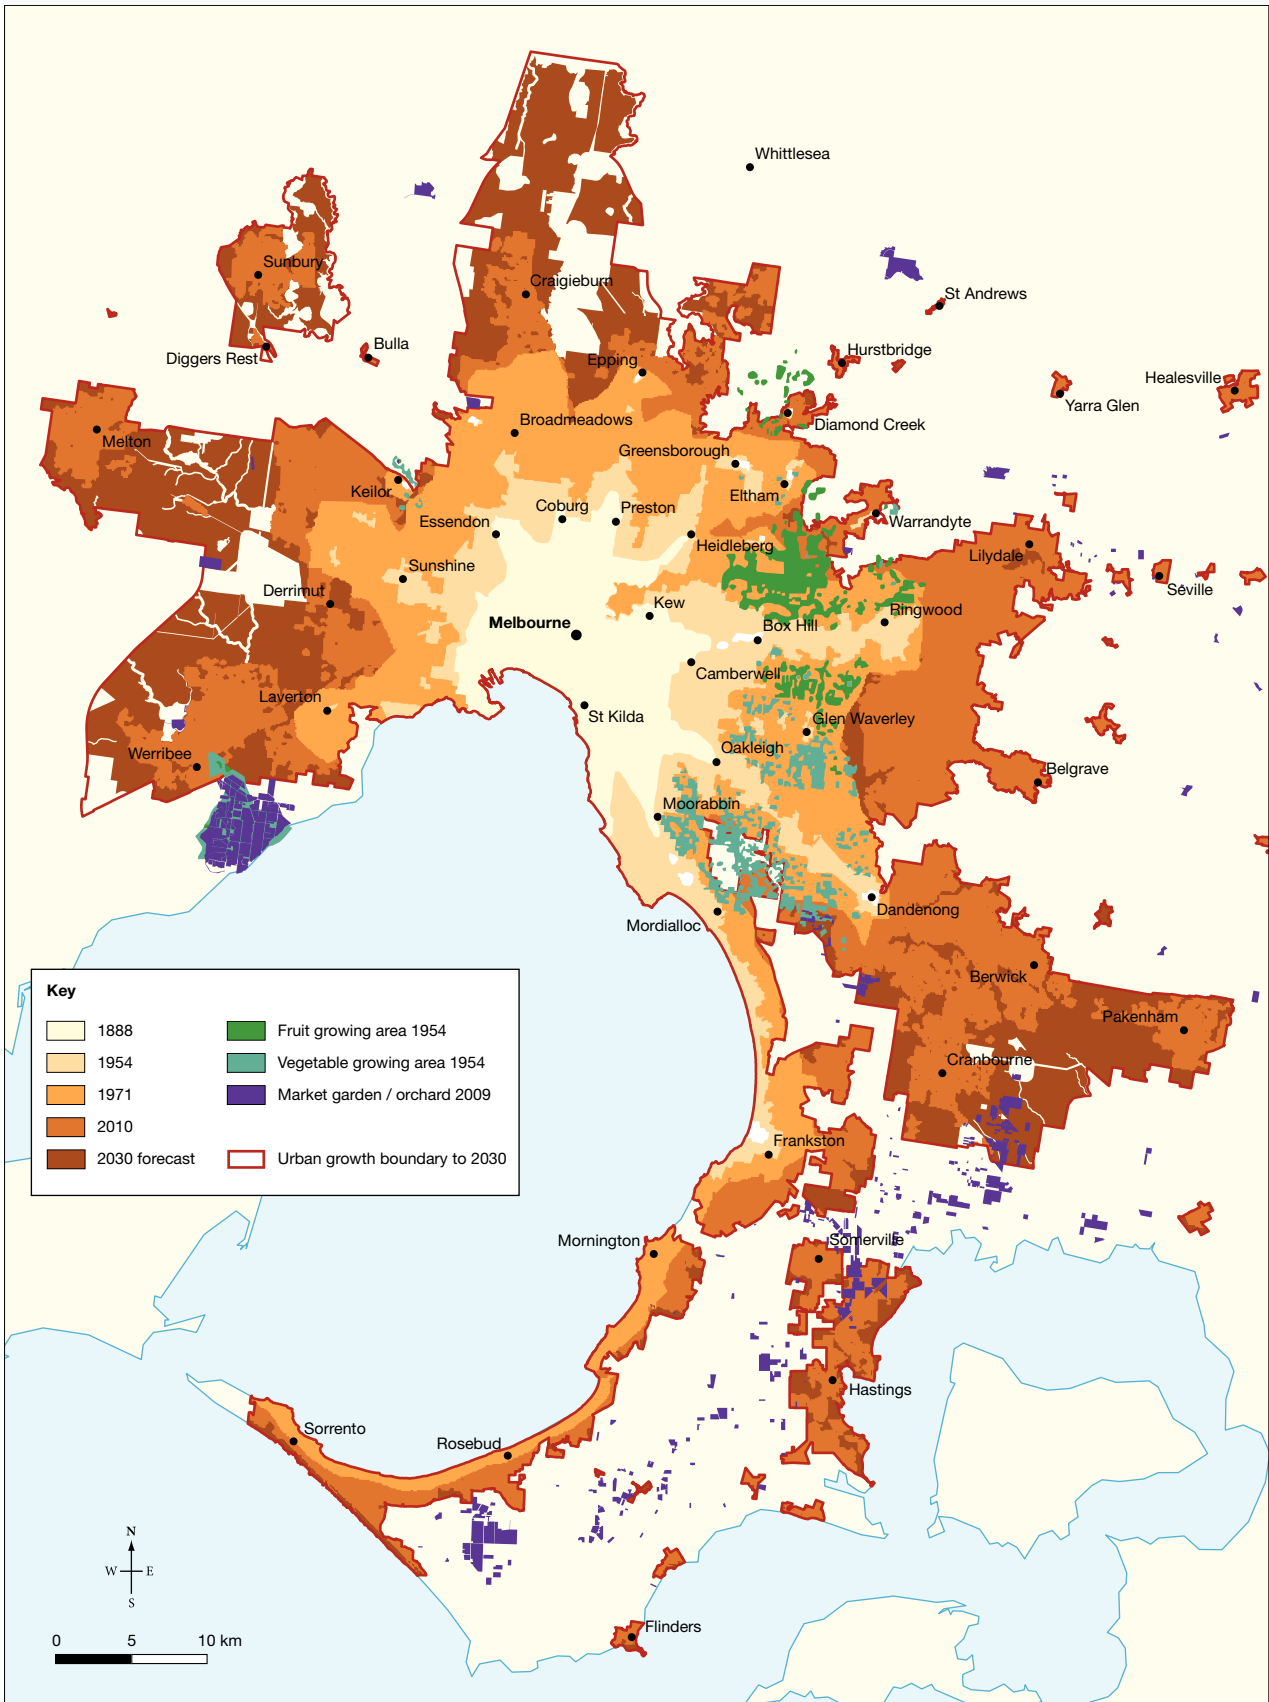 Whittlesea
Sunbury
Craigieburn
St Andrews
Diggers Rest
Bulla
Epping
Hurstbridge
Healesville
Yarra Glen
Melton
Broadmeadows
Diamond Creek
Greensborough
Keilor
Eltham
Essendon
Coburg
Preston
Warrandyte
Heidleberg
Lilydale
Sunshine
Derrimut
Seville
Kew
Ringwood
Melbourne
Box Hill
Camberwell
Laverton
St Kilda
Glen Waverley
Werribee
Oakleigh
Belgrave
Moorabbin
Dandenong
Mordialloc
Berwick
Pakenham
Cranbourne
Key
1888
1954
1971
2010
2030 forecast
Fruit growing area 1954
Vegetable growing area 1954
Market garden / orchard 2009
Urban growth boundary to 2030
Frankston
Mornington
Somerville
Hastings
Sorrento
Rosebud
Flinders
N
W E
S
0 5 10 km